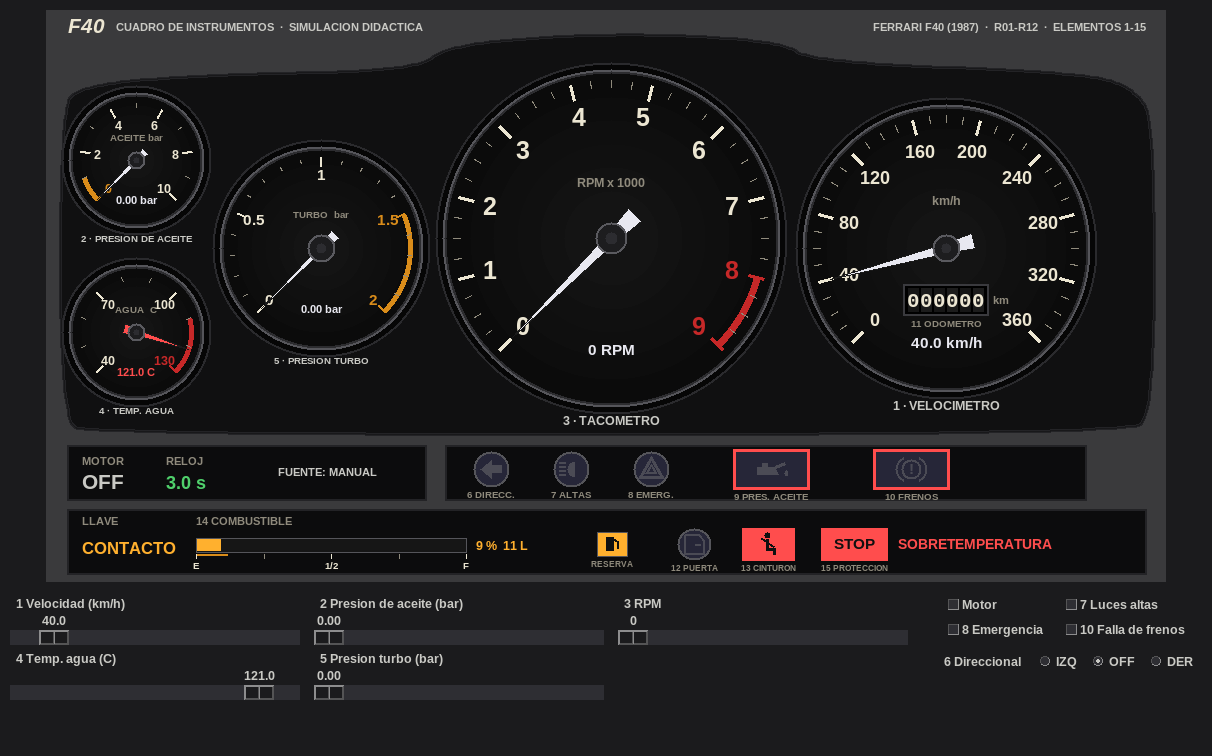 F40 CUADRO DE INSTRUMENTOS · SIMULACION DIDACTICA
FERRARI F40 (1987) · R01-R12 · ELEMENTOS 1-15
0 2 4 6 8 10
ACEITE bar
0.00 bar
2 · PRESION DE ACEITE
40 70 100 130
AGUA C
121.0 C
4 · TEMP. AGUA
0 0.5 1 1.5 2
TURBO bar
0.00 bar
5 · PRESION TURBO
0 1 2 3 4 5 6 7 8 9
RPM x 1000
0 RPM
3 · TACOMETRO
0 40 80 120 160 200 240 280 320 360
km/h
000000 km
11 ODOMETRO
40.0 km/h
1 · VELOCIMETRO
MOTOR
OFF
RELOJ
3.0 s
FUENTE: MANUAL
6 DIRECC.
7 ALTAS
8 EMERG.
9 PRES. ACEITE
10 FRENOS
LLAVE
CONTACTO
14 COMBUSTIBLE
9 % 11 L
E 1/2 F
RESERVA
12 PUERTA
13 CINTURON
STOP
15 PROTECCION
SOBRETEMPERATURA
1 Velocidad (km/h)
40.0
2 Presion de aceite (bar)
0.00
3 RPM
0
4 Temp. agua (C)
121.0
5 Presion turbo (bar)
0.00
Motor
7 Luces altas
8 Emergencia
10 Falla de frenos
6 Direccional IZQ OFF DER